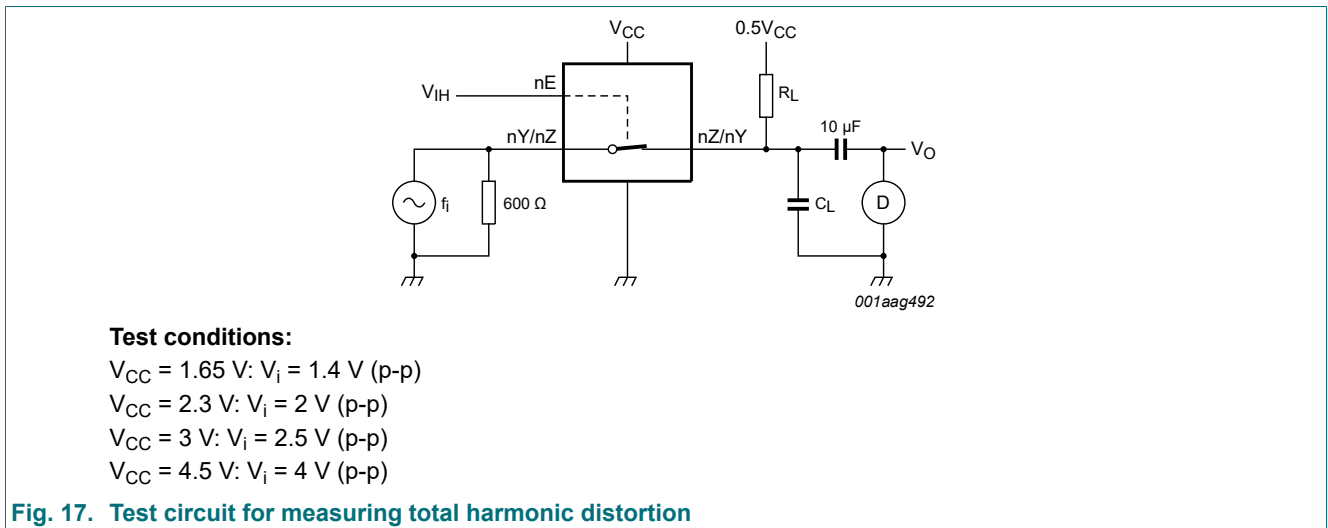 VCC 0.5VCC
nE
VIH
RL
nY/nZ nZ/nY 10 µF
VO
fi 600 Ω CL D
001aag492
Test conditions:
VCC = 1.65 V: Vi = 1.4 V (p-p)
VCC = 2.3 V: Vi = 2 V (p-p)
VCC = 3 V: Vi = 2.5 V (p-p)
VCC = 4.5 V: Vi = 4 V (p-p)
Fig. 17. Test circuit for measuring total harmonic distortion